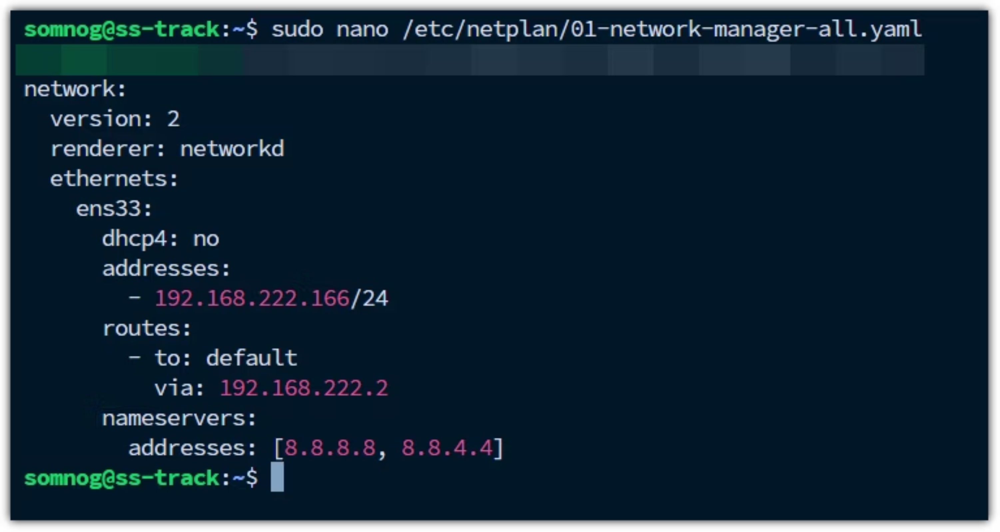 somnog@ss-track:~$ sudo nano /etc/netplan/01-network-manager-all.yaml
network:
  version: 2
  renderer: networkd
  ethernets:
    ens33:
      dhcp4: no
      addresses:
        - 192.168.222.166/24
      routes:
        - to: default
          via: 192.168.222.2
      nameservers:
        addresses: [8.8.8.8, 8.8.4.4]
somnog@ss-track:~$